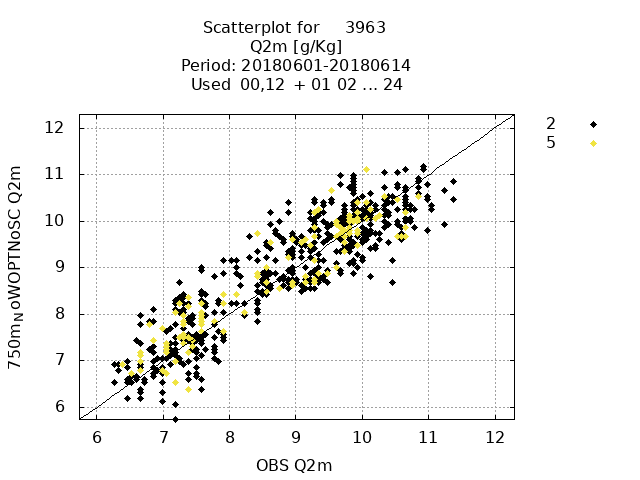 Scatterplot for 3963
Q2m [g/Kg]
Period: 20180601-20180614
Used 00,12 + 01 02 ... 24
2
5
12
11
10
9
8
7
6
750mNoWOPTNoSC Q2m
6 7 8 9 10 11 12
OBS Q2m